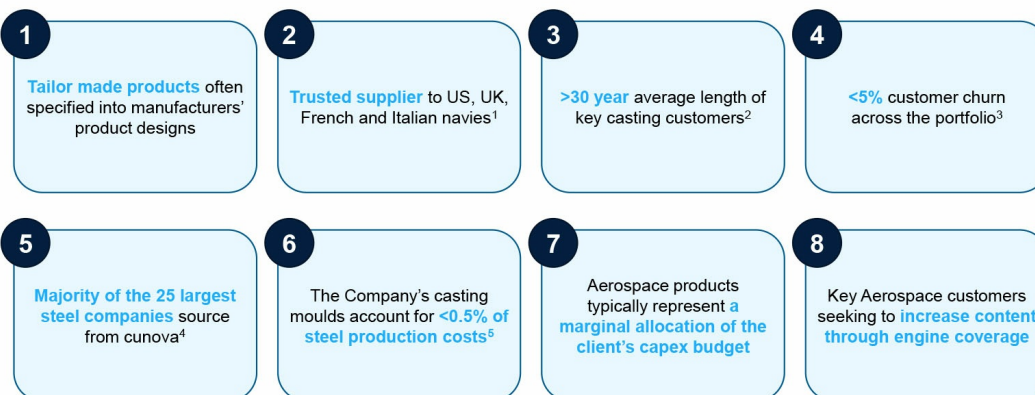 1
Tailor made products often
specified into manufacturers'
product designs
2
Trusted supplier to US, UK,
French and Italian navies¹
3
>30 year average length of
key casting customers²
4
<5% customer churn
across the portfolio³
5
Majority of the 25 largest
steel companies source
from cunova⁴
6
The Company's casting
moulds account for <0.5% of
steel production costs⁵
7
Aerospace products
typically represent a
marginal allocation of the
client's capex budget
8
Key Aerospace customers
seeking to increase content
through engine coverage